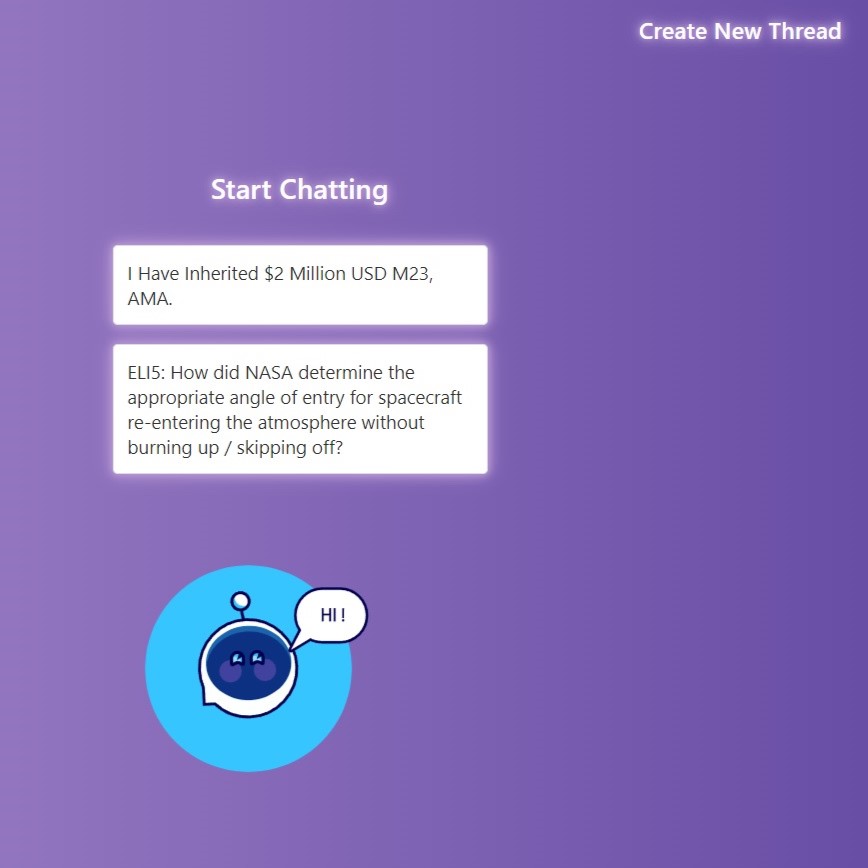 Create New Thread
Start Chatting
I Have Inherited $2 Million USD M23,
AMA.
ELI5: How did NASA determine the
appropriate angle of entry for spacecraft
re-entering the atmosphere without
burning up / skipping off?
HI !